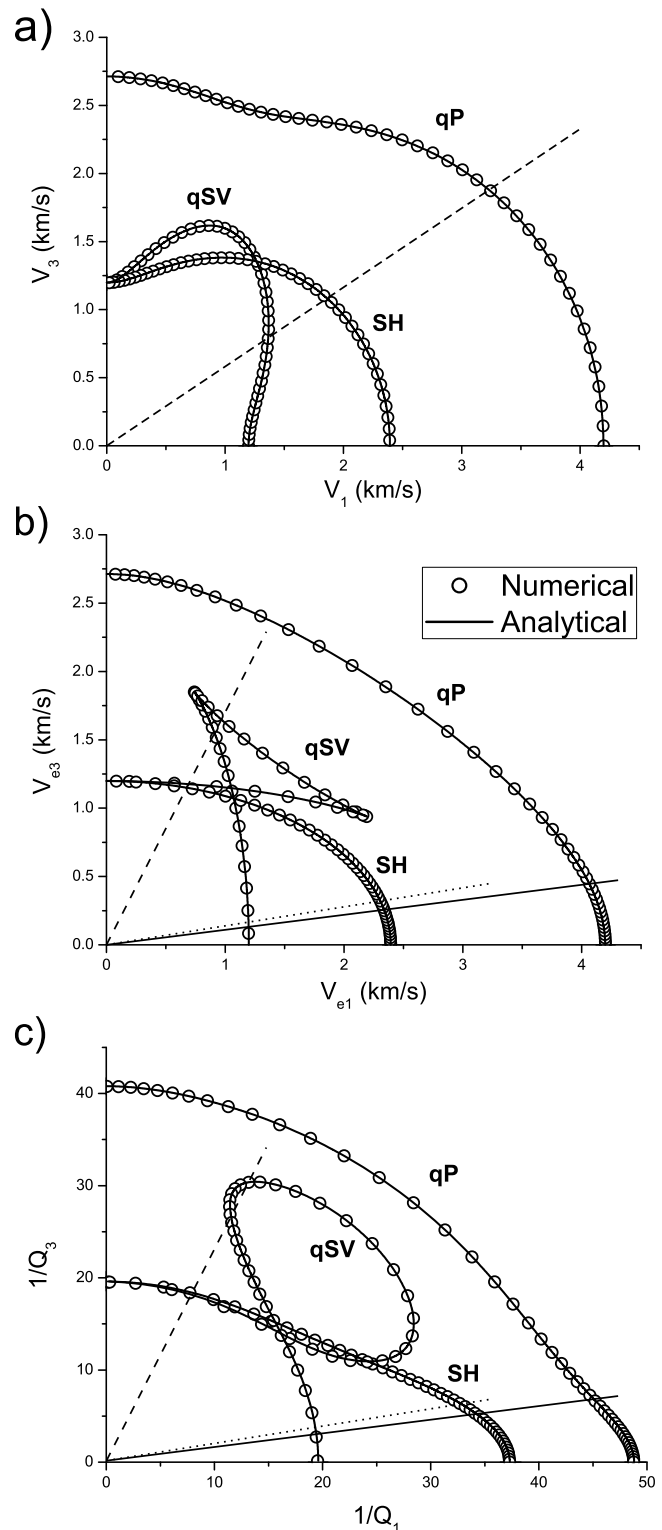 a)
3.0
2.5
2.0
1.5
1.0
0.5
0.0
V3 (km/s)
qP
qSV
SH
0
1
2
3
4
V1 (km/s)
b)
3.0
2.5
2.0
1.5
1.0
0.5
0.0
Ve3 (km/s)
Numerical
Analytical
qP
qSV
SH
0
1
2
3
4
Ve1 (km/s)
c)
40
30
20
10
0
1/Q3
qP
qSV
SH
0
10
20
30
40
50
1/Q1